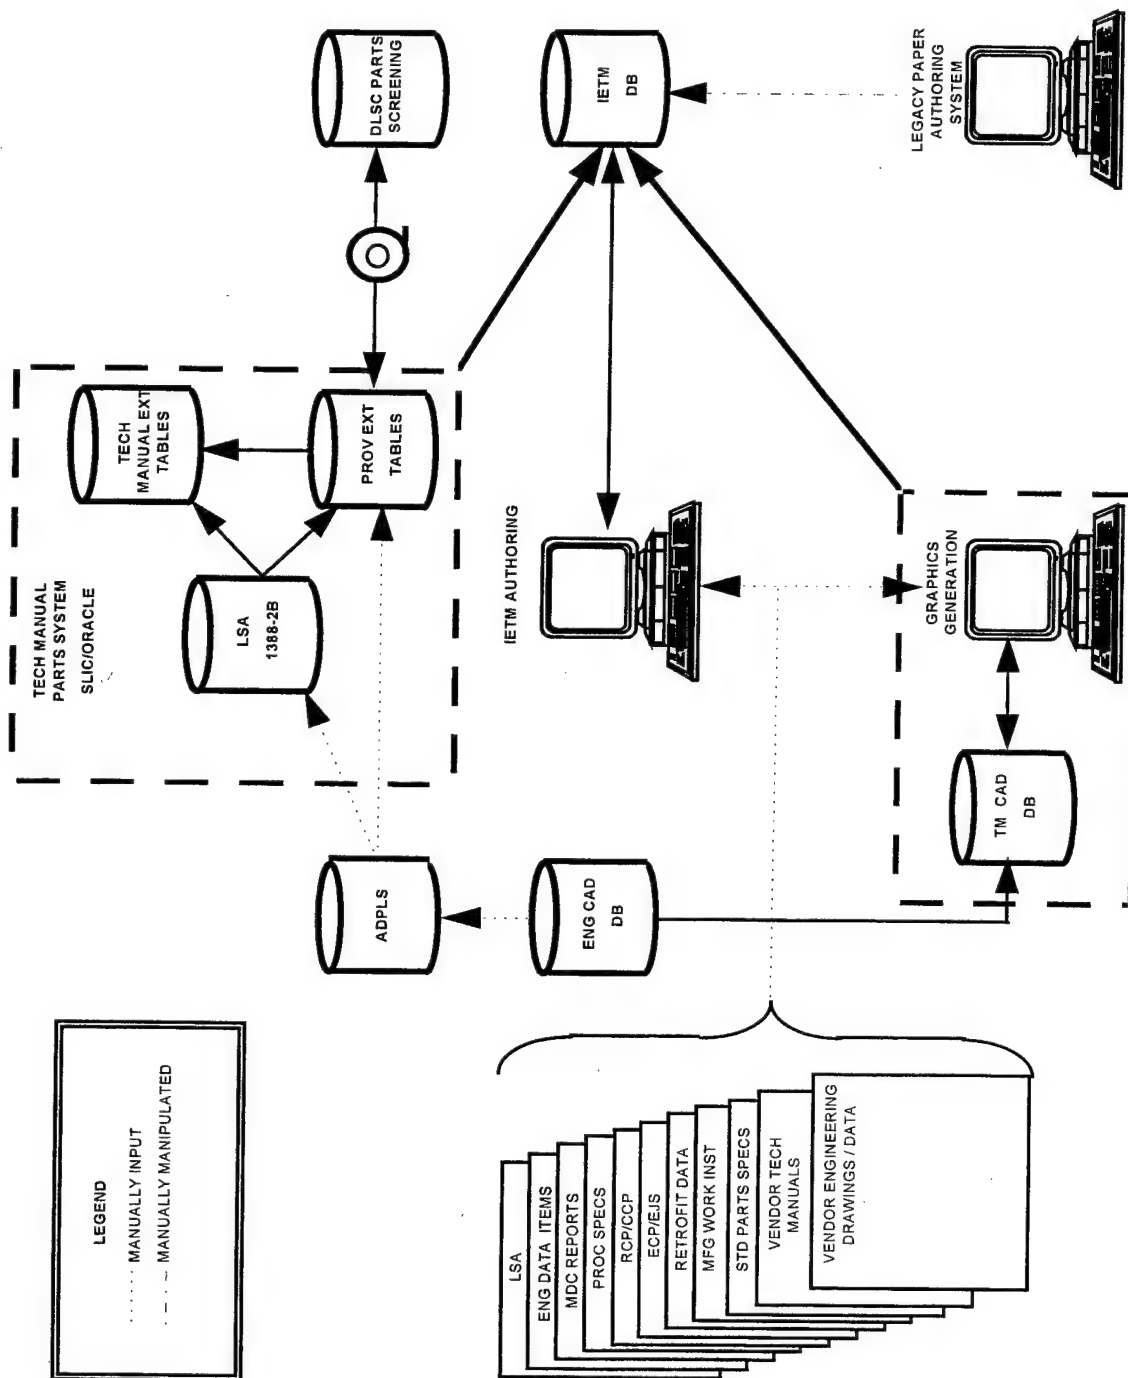 LEGEND
MANUALLY INPUT
MANUALLY MANIPULATED
TECH MANUAL
PARTS SYSTEM
SLIC/ORACLE
TECH
MANUAL EXT
TABLES
LSA
1388-2B
PROV EXT
TABLES
DLSC PARTS
SCREENING
ADPLS
ENG CAD
DB
IETM AUTHORING
IETM
DB
LSA
ENG DATA ITEMS
MDC REPORTS
PROC SPECS
RCP/CCP
ECP/EJS
RETROFIT DATA
MFG WORK INST
STD PARTS SPECS
VENDOR TECH
MANUALS
VENDOR ENGINEERING
DRAWINGS / DATA
TM CAD
DB
GRAPHICS
GENERATION
LEGACY PAPER
AUTHORING
SYSTEM